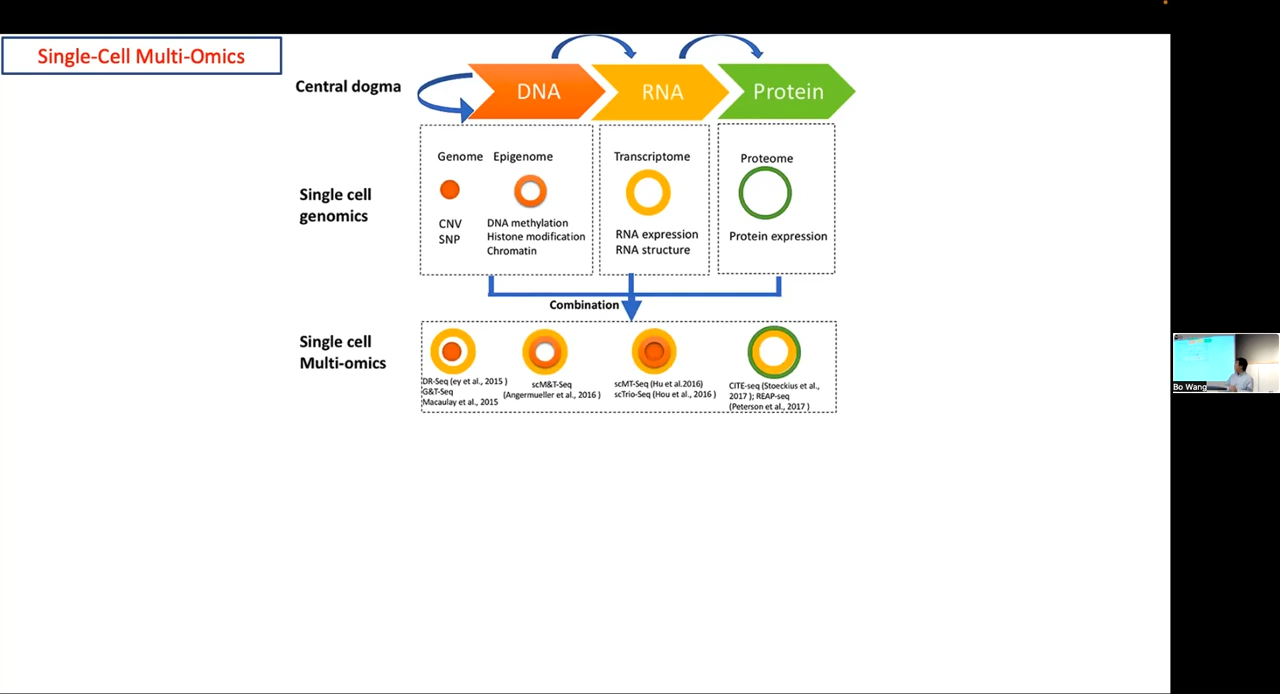 Single-Cell Multi-Omics
Central dogma
DNA
RNA
Protein
Single cell
genomics
Genome
CNV
SNP
Epigenome
DNA methylation
Histone modification
Chromatin
Transcriptome
RNA expression
RNA structure
Proteome
Protein expression
Combination
Single cell
Multi-omics
DR-Seq (ey et al., 2015 )
G&T-Seq
Macaulay et al., 2015
scM&T-Seq
(Angermueller et al., 2016 )
scMT-Seq (Hu et al.2016)
scTrio-Seq (Hou et al., 2016 )
CITE-seq (Stoeckius et al.,
2017 ); REAP-seq
(Peterson et al., 2017 )
Bo Wang